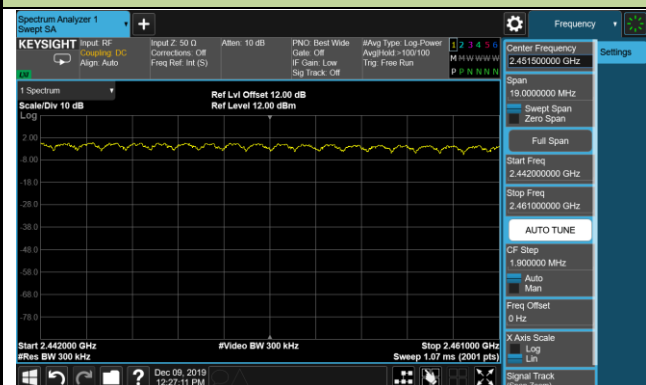 Spectrum Analyzer 1
Swept SA
Frequency
KEYSIGHT
Input: RF
Coupling: DC
Align: Auto
Input Z: 50 Ω
Corrections: Off
Freq Ref: Int (S)
Atten: 10 dB
PNO: Best Wide
Gate: Off
IF Gain: Low
Sig Track: Off
#Avg Type: Log-Power
Avg|Hold:>100/100
Trig: Free Run
1 2 3 4 5 6
M W W W W W
P P N N N N
1 Spectrum
Scale/Div 10 dB
Log
Ref Lvl Offset 12.00 dB
Ref Level 12.00 dBm
2.00
-8.00
-18.0
-28.0
-38.0
-48.0
-58.0
-68.0
-78.0
Start 2.442000 GHz
#Res BW 300 kHz
#Video BW 300 kHz
Stop 2.461000 GHz
Sweep 1.07 ms (2001 pts)
Dec 09, 2019
12:27:11 PM
Center Frequency
2.451500000 GHz
Settings
Span
19.0000000 MHz
Swept Span
Zero Span
Full Span
Start Freq
2.442000000 GHz
Stop Freq
2.461000000 GHz
AUTO TUNE
CF Step
1.900000 MHz
Auto
Man
Freq Offset
0 Hz
X Axis Scale
Log
Lin
Signal Track